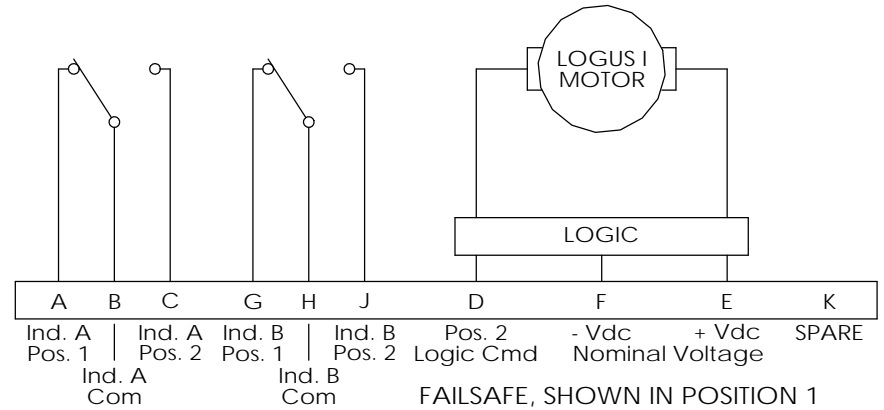 LOGUS I
MOTOR
LOGIC
A B C G H J D F E K
Ind. A Ind. A Ind. B Ind. B Pos. 2 - Vdc + Vdc SPARE
Pos. 1 Pos. 2 Pos. 1 Pos. 2 Logic Cmd Nominal Voltage
Ind. A Ind. B
Com Com FAILSAFE, SHOWN IN POSITION 1